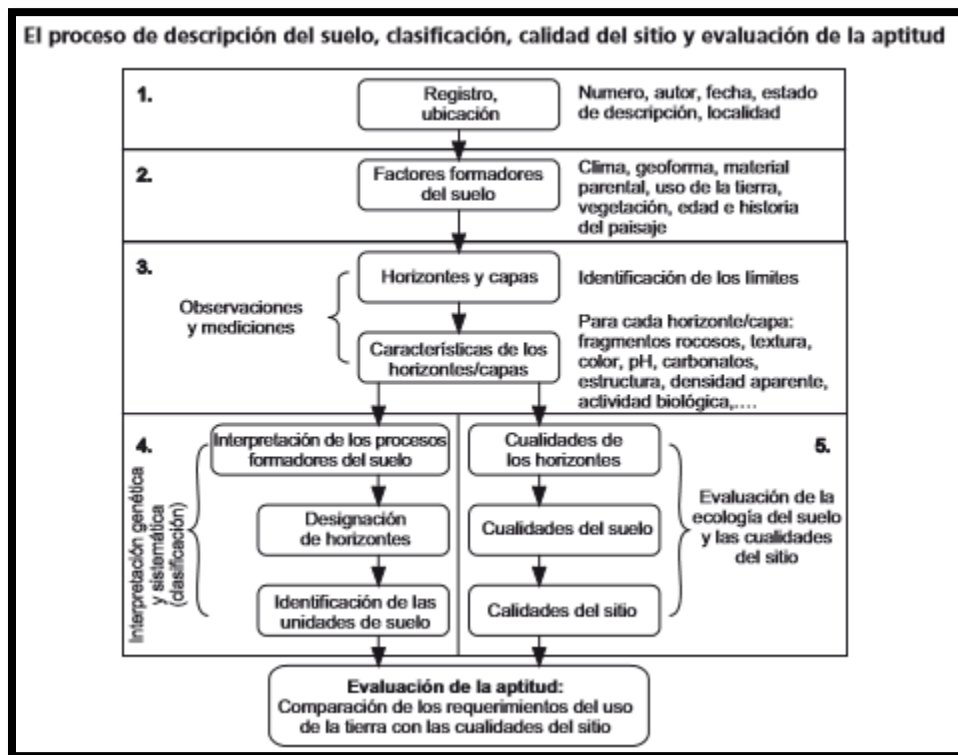 El proceso de descripción del suelo, clasificación, calidad del sitio y evaluación de la aptitud
1.
Registro,
ubicación
Numero, autor, fecha, estado
de descripción, localidad
2.
Factores formadores
del suelo
Clima, geoforma, material
parental, uso de la tierra,
vegetación, edad e historia
del paisaje
3.
Observaciones
y mediciones
Horizontes y capas
Identificación de los límites
Características de los
horizontes/capas
Para cada horizonte/capa:
fragmentos rocosos, textura,
color, pH, carbonatos,
estructura, densidad aparente,
actividad biológica,....
4.
Interpretación genética
y sistemática
(clasificación)
Interpretación de los procesos
formadores del suelo
Designación
de horizontes
Identificación de las
unidades de suelo
5.
Cualidades de
los horizontes
Cualidades del suelo
Calidades del sitio
Evaluación de la
ecología del suelo
y las cualidades
del sitio
Evaluación de la aptitud:
Comparación de los requerimientos del uso
de la tierra con las cualidades del sitio